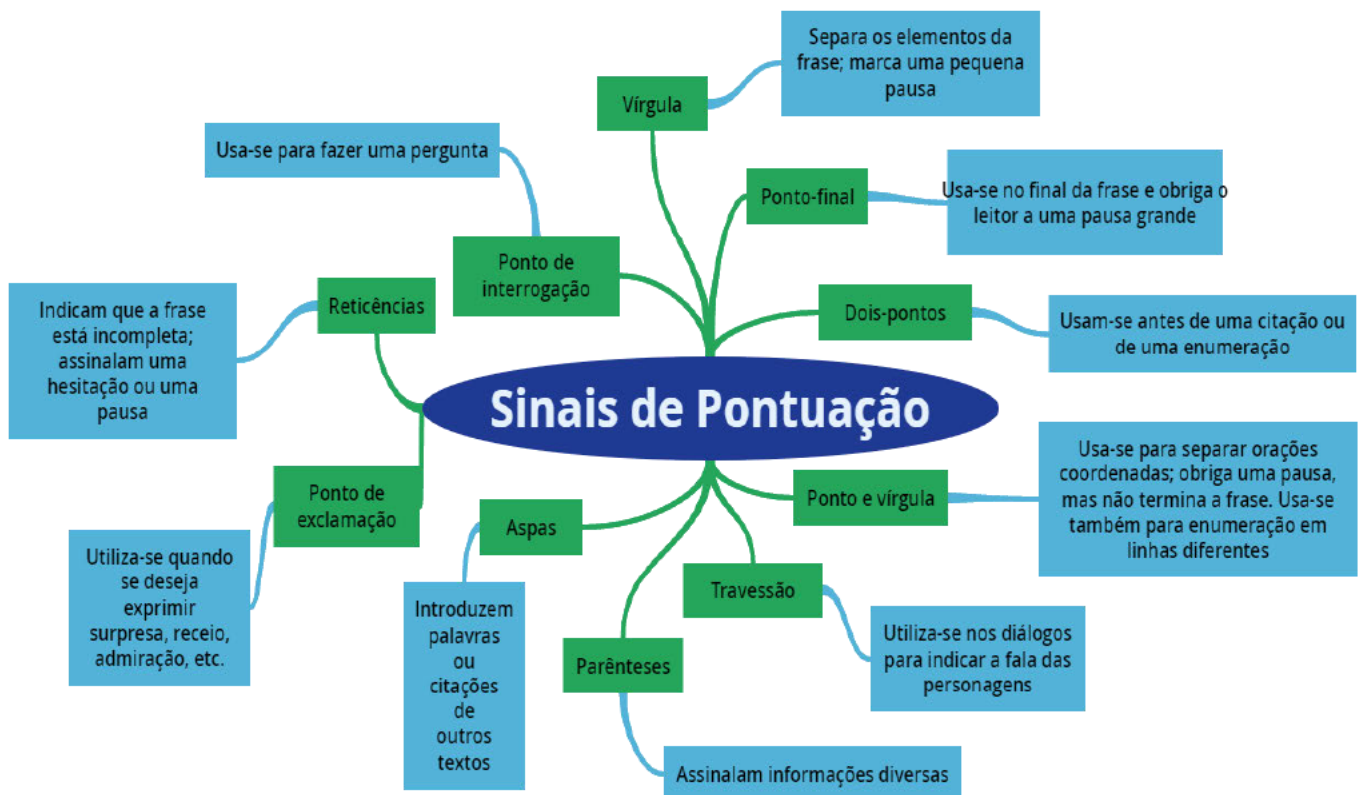 Sinais de Pontuação
Vírgula
Separa os elementos da
frase; marca uma pequena
pausa
Ponto-final
Usa-se no final da frase e obriga o
leitor a uma pausa grande
Dois-pontos
Usam-se antes de uma citação ou
de uma enumeração
Ponto e vírgula
Usa-se para separar orações
coordenadas; obriga uma pausa,
mas não termina a frase. Usa-se
também para enumeração em
linhas diferentes
Travessão
Utiliza-se nos diálogos
para indicar a fala das
personagens
Parênteses
Assinalam informações diversas
Aspas
Introduzem
palavras
ou
citações
de
outros
textos
Ponto de
exclamação
Utiliza-se quando
se deseja
exprimir
surpresa, receio,
admiração, etc.
Reticências
Indicam que a frase
está incompleta;
assinalam uma
hesitação ou uma
pausa
Ponto de
interrogação
Usa-se para fazer uma pergunta